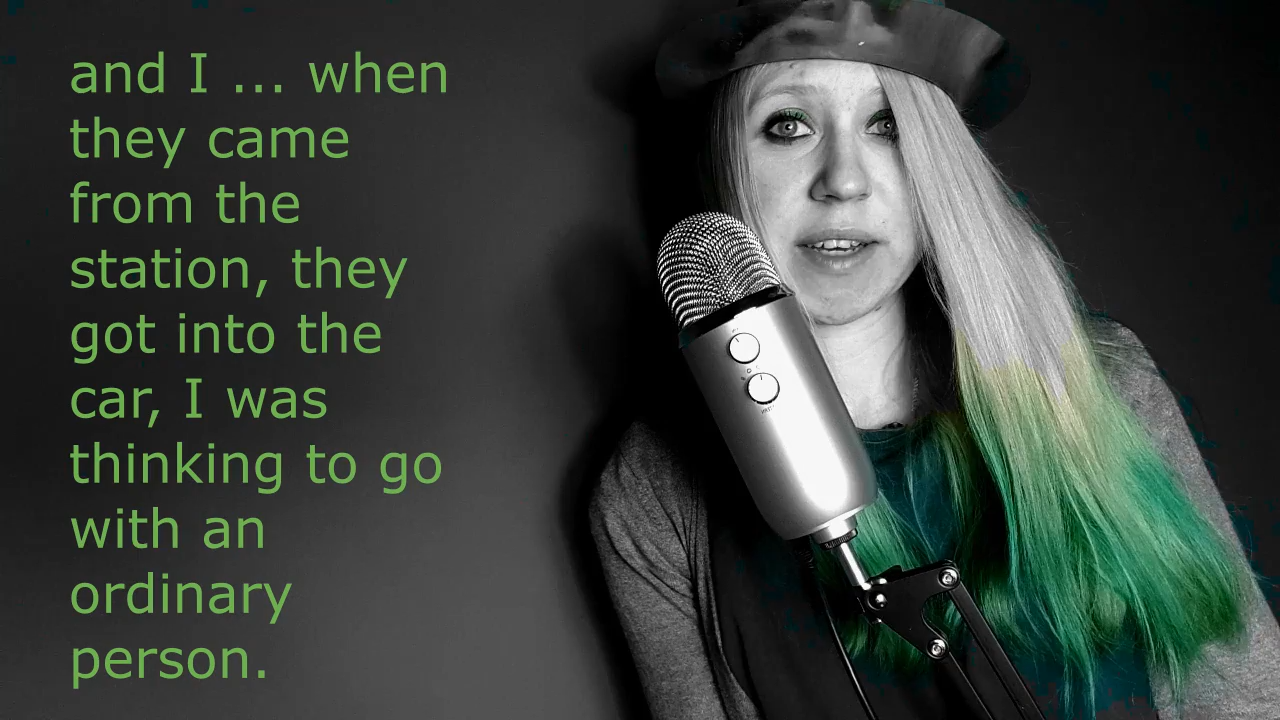 and I ... when
they came
from the
station, they
got into the
car, I was
thinking to go
with an
ordinary
person.